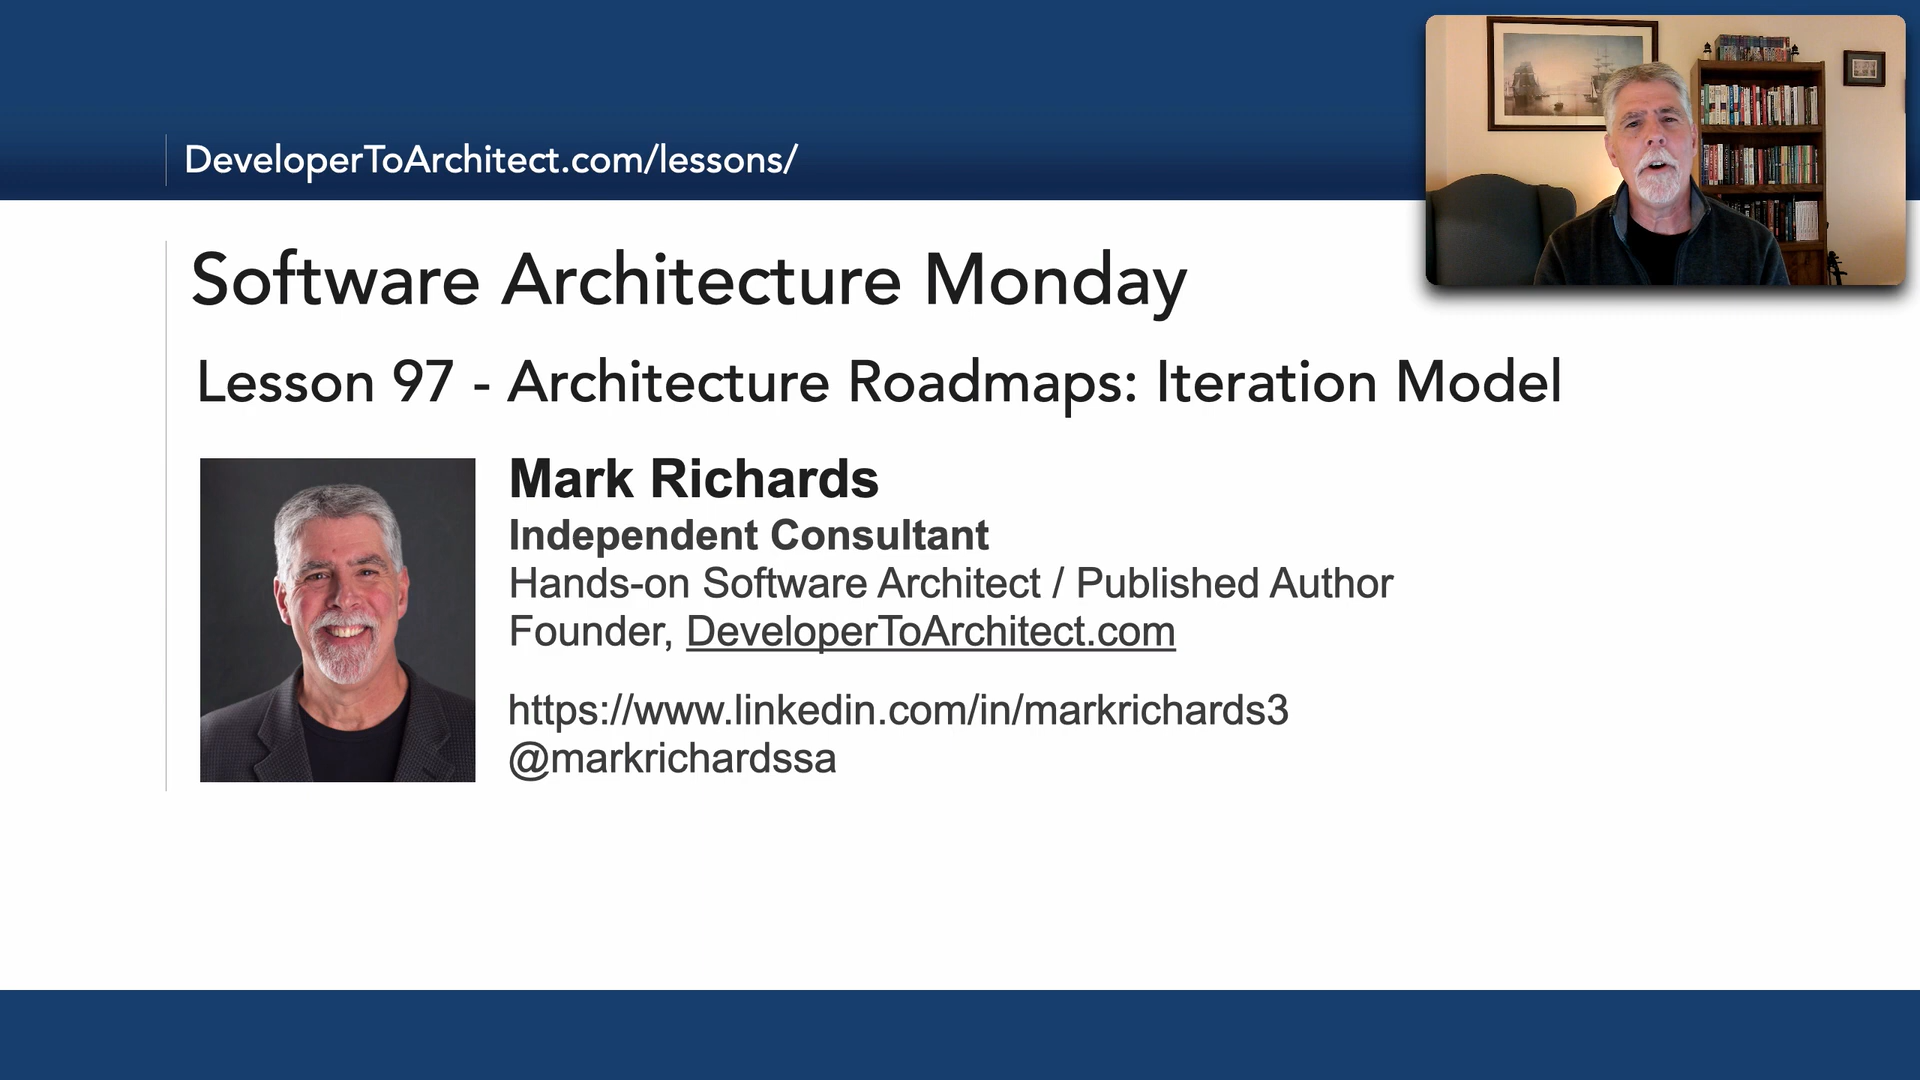 DeveloperToArchitect.com/lessons/
Software Architecture Monday
Lesson 97 - Architecture Roadmaps: Iteration Model
Mark Richards
Independent Consultant
Hands-on Software Architect / Published Author
Founder, DeveloperToArchitect.com
https://www.linkedin.com/in/markrichards3
@markrichardssa